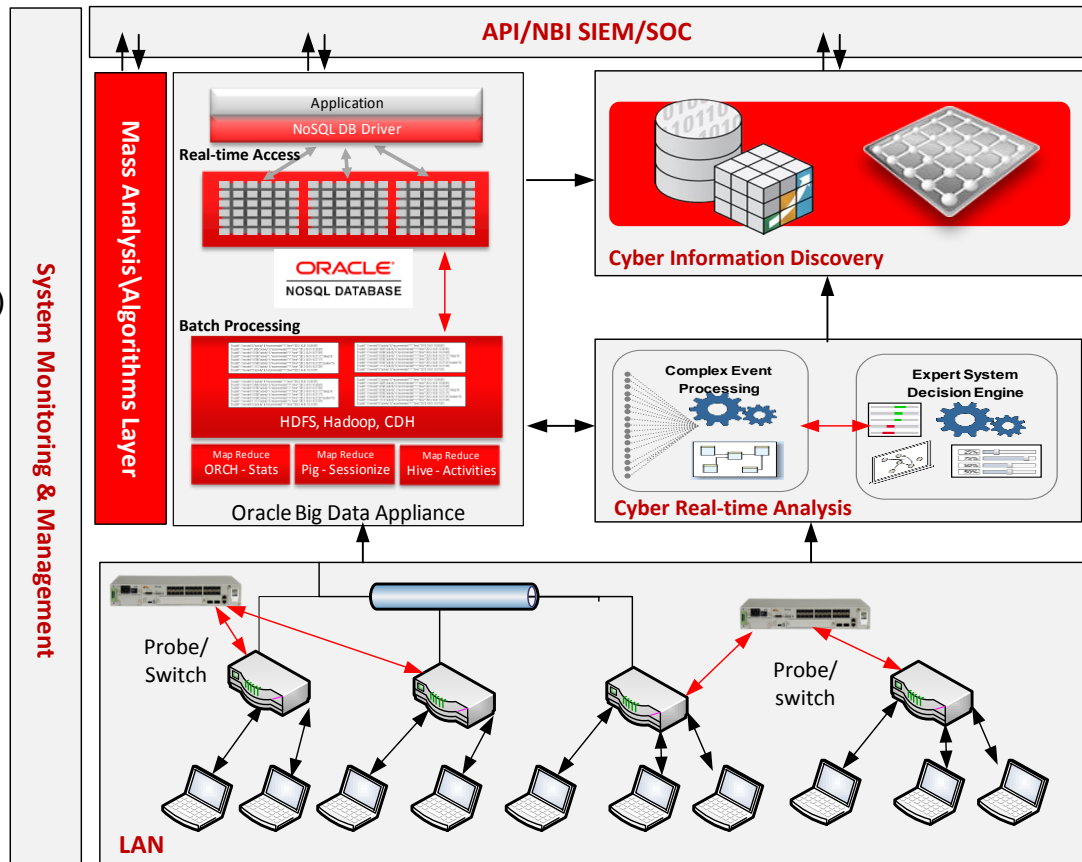 API/NBI SIEM/SOC
System Monitoring & Management
)
Mass Analysis\Algorithms Layer
Application
NoSQL DB Driver
Real-time Access
ORACLE®
NOSQL DATABASE
Batch Processing
HDFS, Hadoop, CDH
Map Reduce
ORCH - Stats
Map Reduce
Pig - Sessionize
Map Reduce
Hive - Activities
Oracle Big Data Appliance
Cyber Information Discovery
Complex Event
Processing
Expert System
Decision Engine
Cyber Real-time Analysis
Probe/
Switch
Probe/
switch
LAN